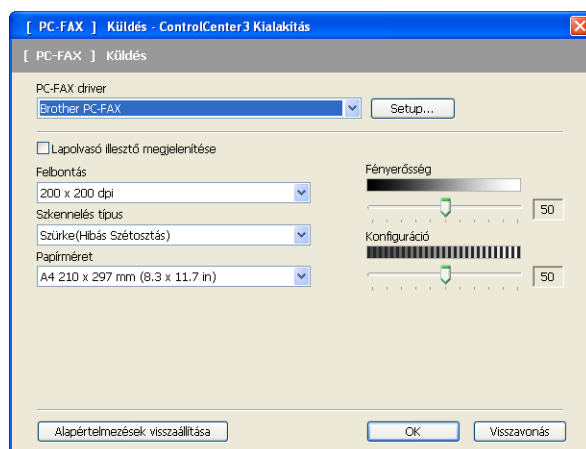 [ PC-FAX ] Küldés - ControlCenter3 Kialakítás
[ PC-FAX ] Küldés
PC-FAX driver
Brother PC-FAX
Setup...
Lapolvasó illesztő megjelenítése
Felbontás
200 x 200 dpi
Szkennelés típus
Szürke(Hibás Szétosztás)
Papírméret
A4 210 x 297 mm (8.3 x 11.7 in)
Fényerősség
50
Konfiguráció
50
Alapértelmezések visszaállítása
OK
Visszavonás